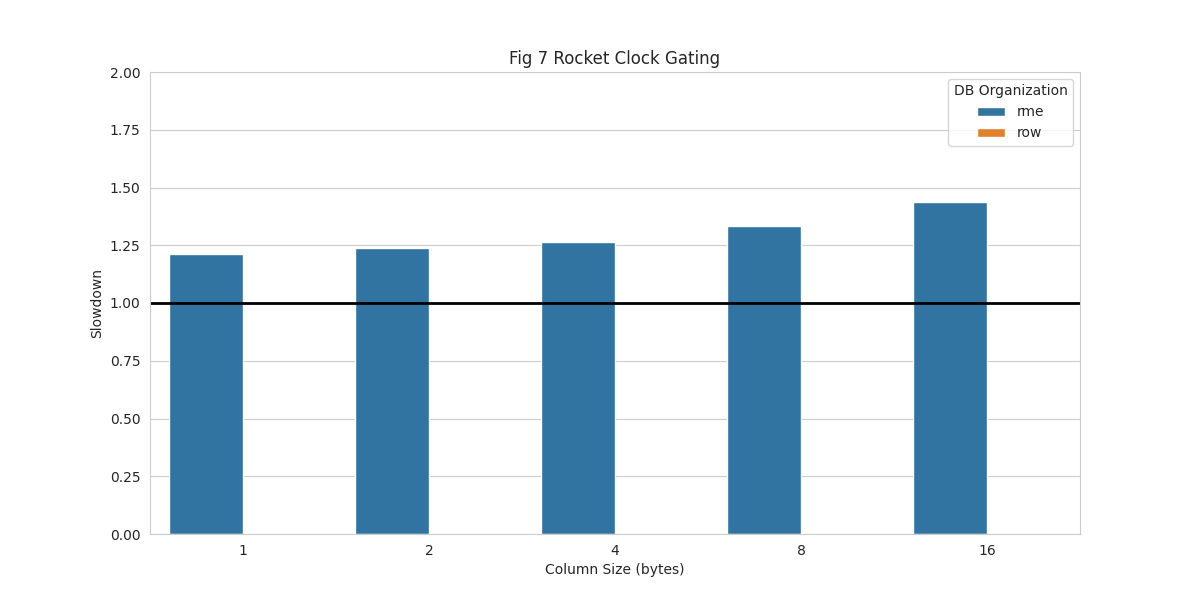 Fig 7 Rocket Clock Gating
2.00
1.75
1.50
1.25
1.00
0.75
0.50
0.25
0.00
Slowdown
DB Organization
rme
row
1 2 4 8 16
Column Size (bytes)